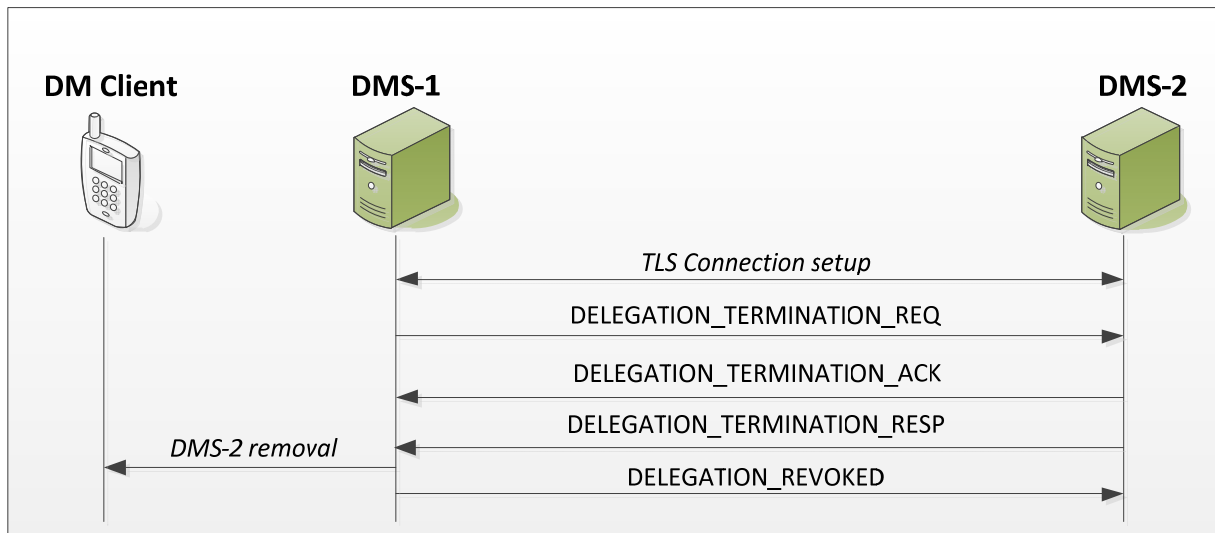 DM Client
DMS-1
DMS-2
TLS Connection setup
DELEGATION_TERMINATION_REQ
DELEGATION_TERMINATION_ACK
DELEGATION_TERMINATION_RESP
DMS-2 removal
DELEGATION_REVOKED